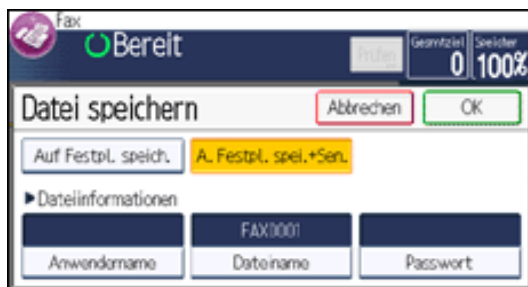 Fax
Bereit
Prüfen
Gesmtziel
0
Speicher
100%
Datei speichern
Abbrechen
OK
Auf Festpl. speich.
A. Festpl. spei.+Sen.
▶Dateiinformationen
FAX0001
Anwendername
Dateiname
Passwort